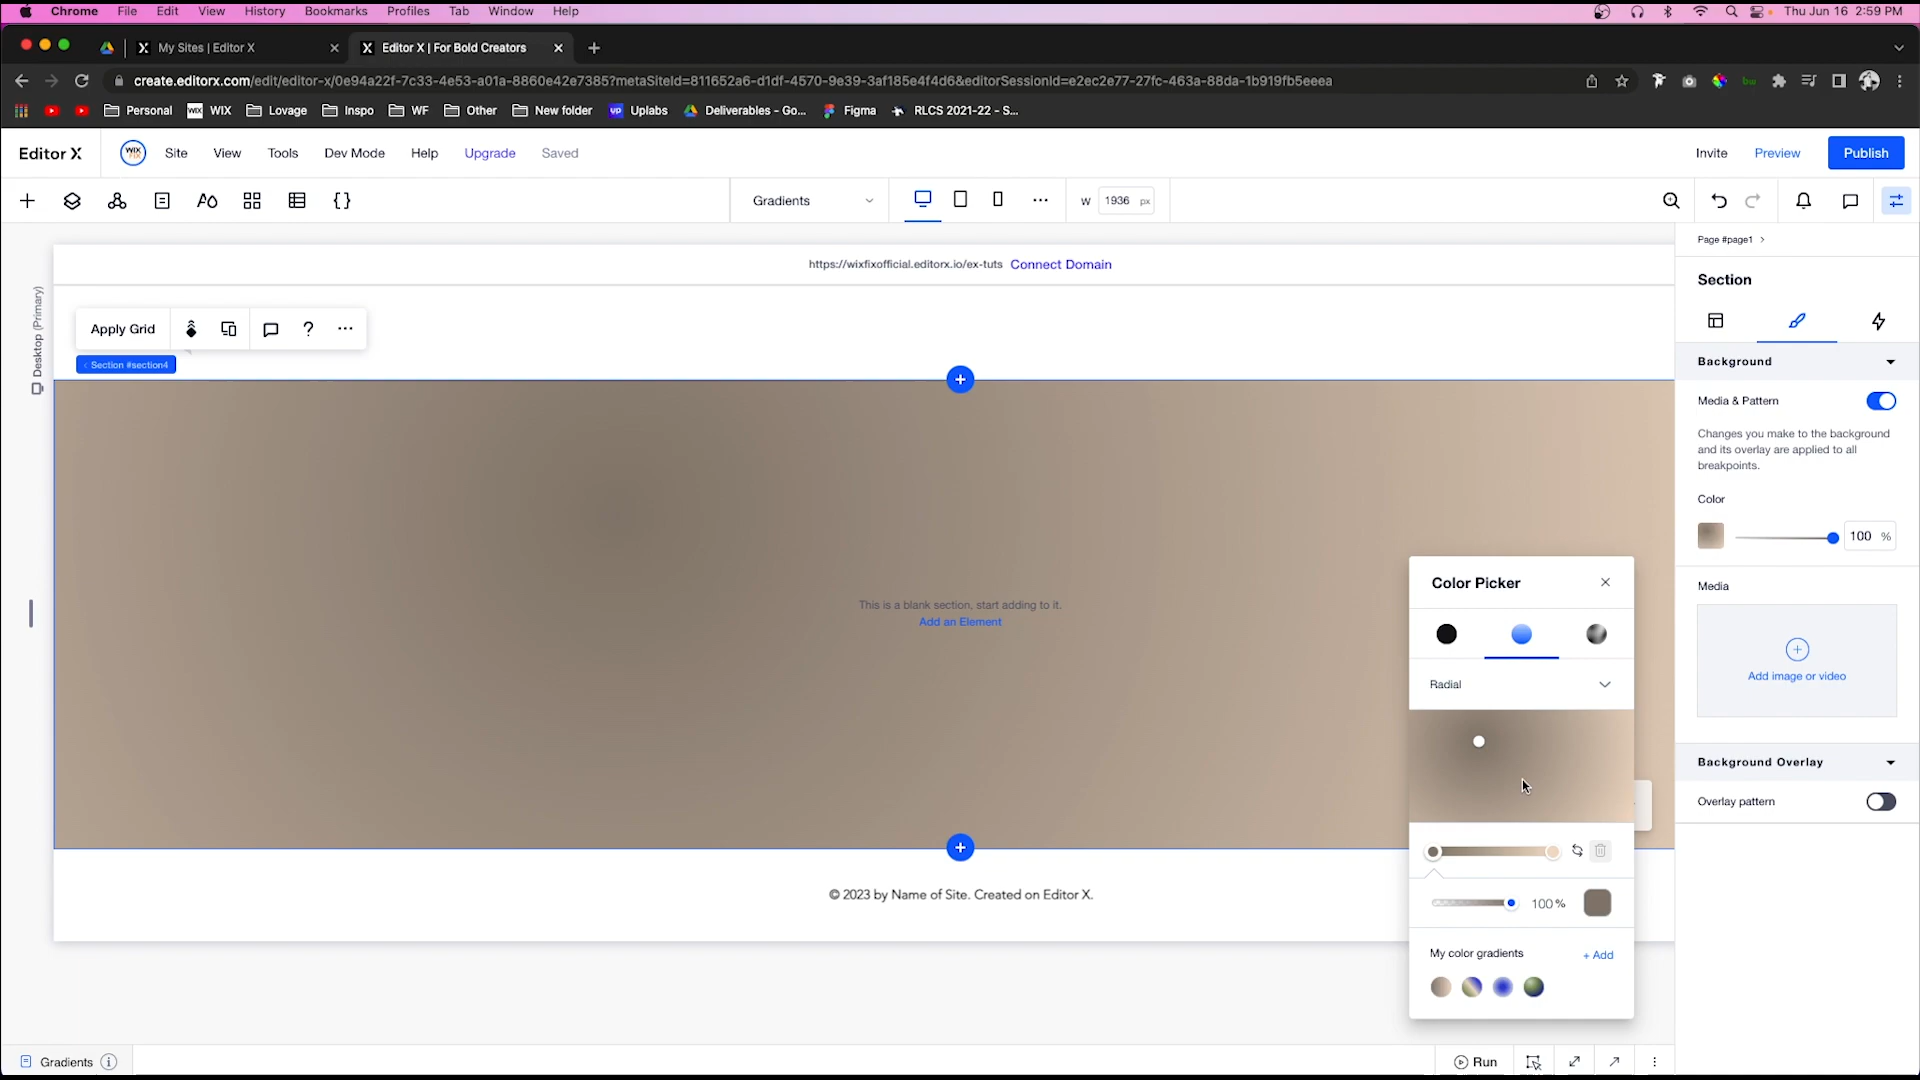 Chrome File Edit View History Bookmarks Profiles Tab Window Help Thu Jun 16 2:59 PM
My Sites | Editor X Editor X | For Bold Creators
create.editorx.com/edit/editor-x/0e94a22f-7c33-4e53-a01a-8860e42e7385?metaSiteId=811652a6-d1df-4570-9e39-3af185e4f4d6&editorSessionId=e2ec2e77-27fc-463a-88da-1b919fb5eeea
Personal WIX WIX Lovage Inspo WF Other New folder up Uplabs Deliverables - Go... Figma RLCS 2021-22 - S...
Editor X WIX FIX Site View Tools Dev Mode Help Upgrade Saved Invite Preview Publish
Gradients W 1936 px
Page #page1 >
https://wixfixofficial.editorx.io/ex-tuts Connect Domain
Section
Desktop (Primary)
Apply Grid ?
Section #section4
Background
Media & Pattern
Changes you make to the background
and its overlay are applied to all
breakpoints.
Color
100 %
Media
Add image or video
Background Overlay
Overlay pattern
This is a blank section, start adding to it.
Add an Element
Color Picker
Radial
100 %
My color gradients + Add
© 2023 by Name of Site. Created on Editor X.
Gradients Run